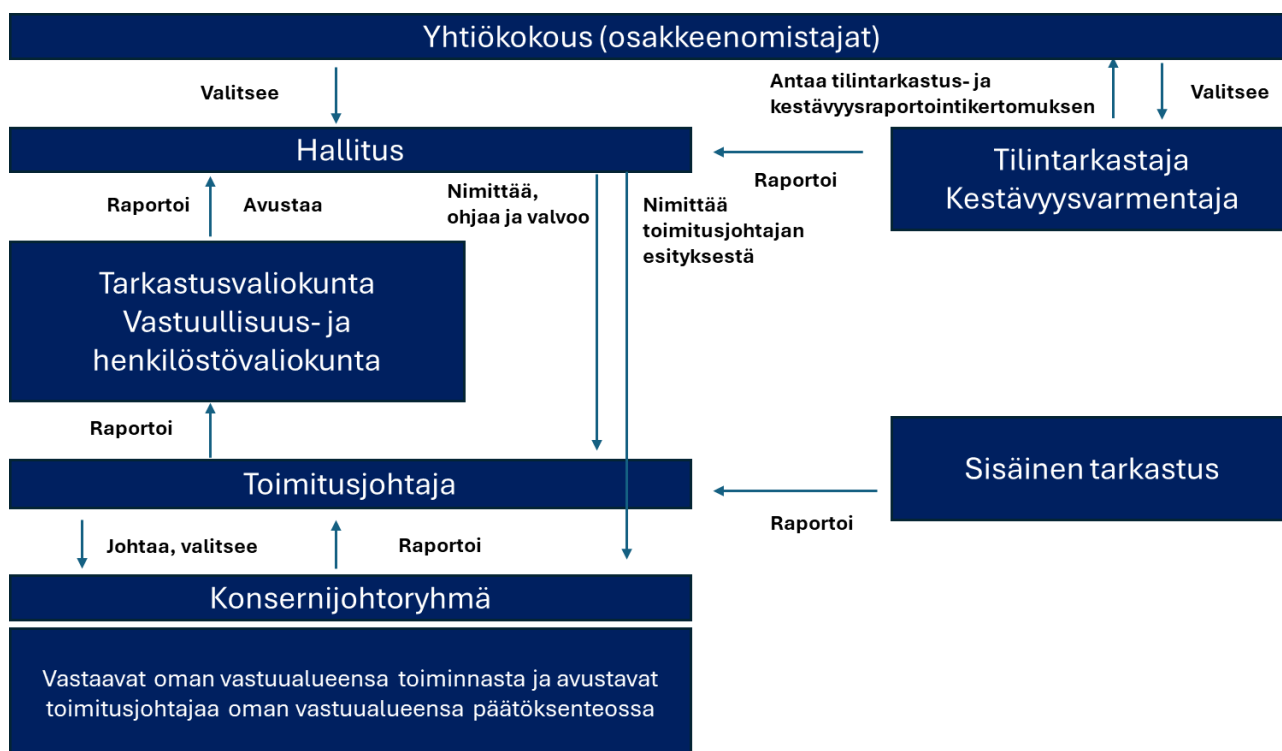 Yhtiökokous (osakkeenomistajat)
Valitsee
Antaa tilintarkastus- ja
kestävyysraportointikertomuksen
Valitsee
Hallitus
Tilintarkastaja
Kestävyysvarmentaja
Raportoi
Raportoi
Avustaa
Nimittää,
ohjaa ja valvoo
Nimittää
toimitusjohtajan
esityksestä
Tarkastusvaliokunta
Vastuullisuus- ja
henkilöstövaliokunta
Raportoi
Toimitusjohtaja
Sisäinen tarkastus
Raportoi
Johtaa, valitsee
Raportoi
Konsernijohtoryhmä
Vastaavat oman vastuualueensa toiminnasta ja avustavat
toimitusjohtajaa oman vastuualueensa päätöksenteossa